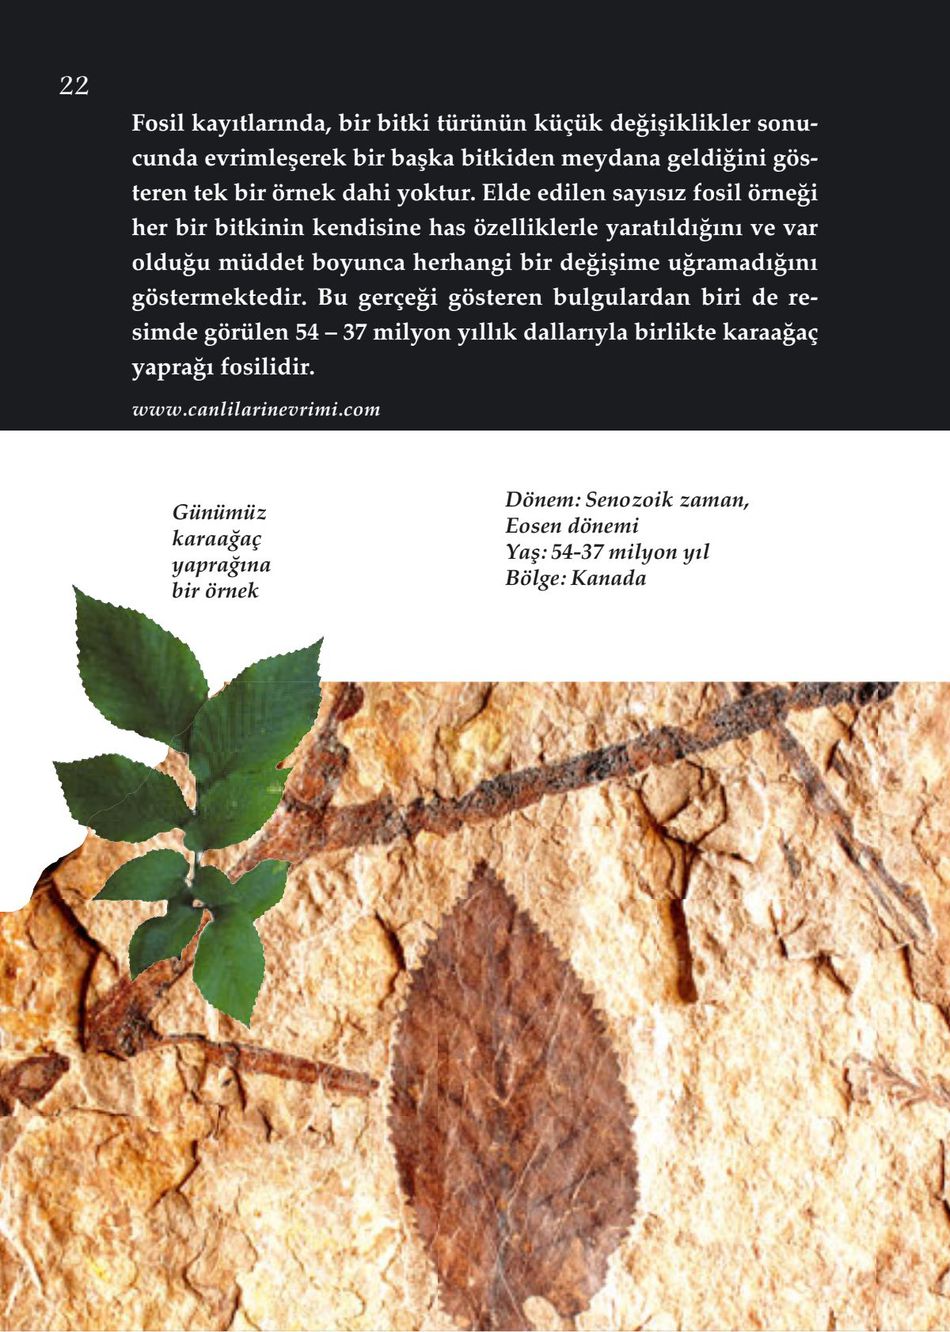 22
Fosil kayıtlarında, bir bitki türünün küçük değişiklikler sonu-
cunda evrimleşerek bir başka bitkiden meydana geldiğini gös-
teren tek bir örnek dahi yoktur. Elde edilen sayısız fosil örneği
her bir bitkinin kendisine has özelliklerle yaratıldığını ve var
olduğu müddet boyunca herhangi bir değişime uğramadığını
göstermektedir. Bu gerçeği gösteren bulgulardan biri de re-
simde görülen 54 – 37 milyon yıllık dallarıyla birlikte karaağaç
yaprağı fosilidir.
www.canlilarinevrimi.com
Günümüz
karaağaç
yaprağına
bir örnek
Dönem: Senozoik zaman,
Eosen dönemi
Yaş: 54-37 milyon yıl
Bölge: Kanada